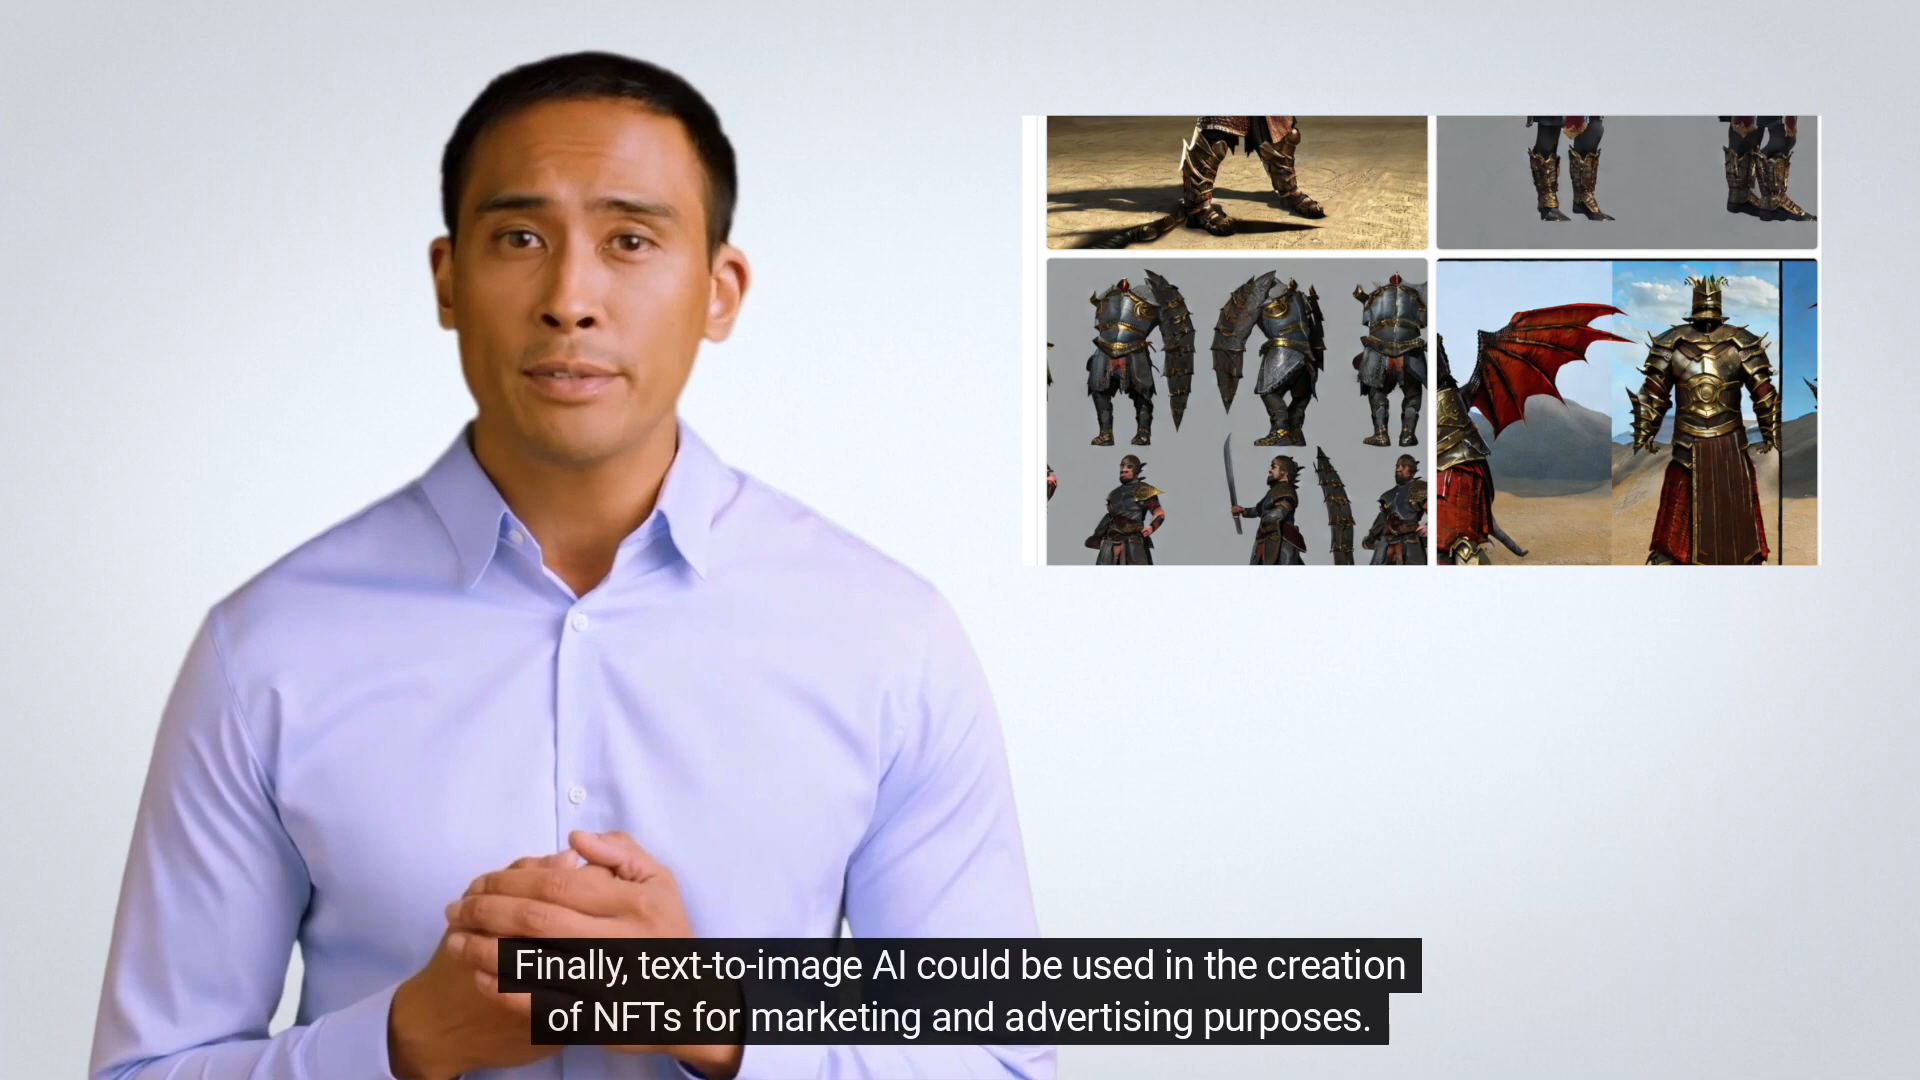 Finally, text-to-image AI could be used in the creation
of NFTs for marketing and advertising purposes.